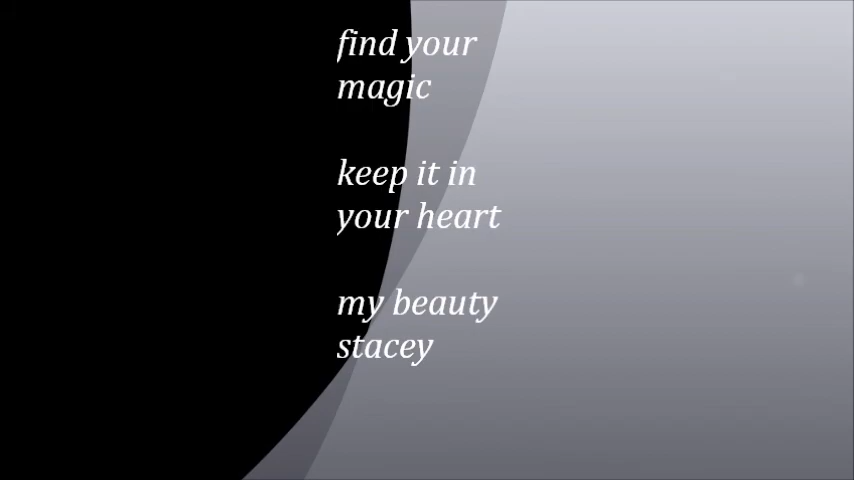 find your
magic
keep it in
your heart
my beauty
stacey